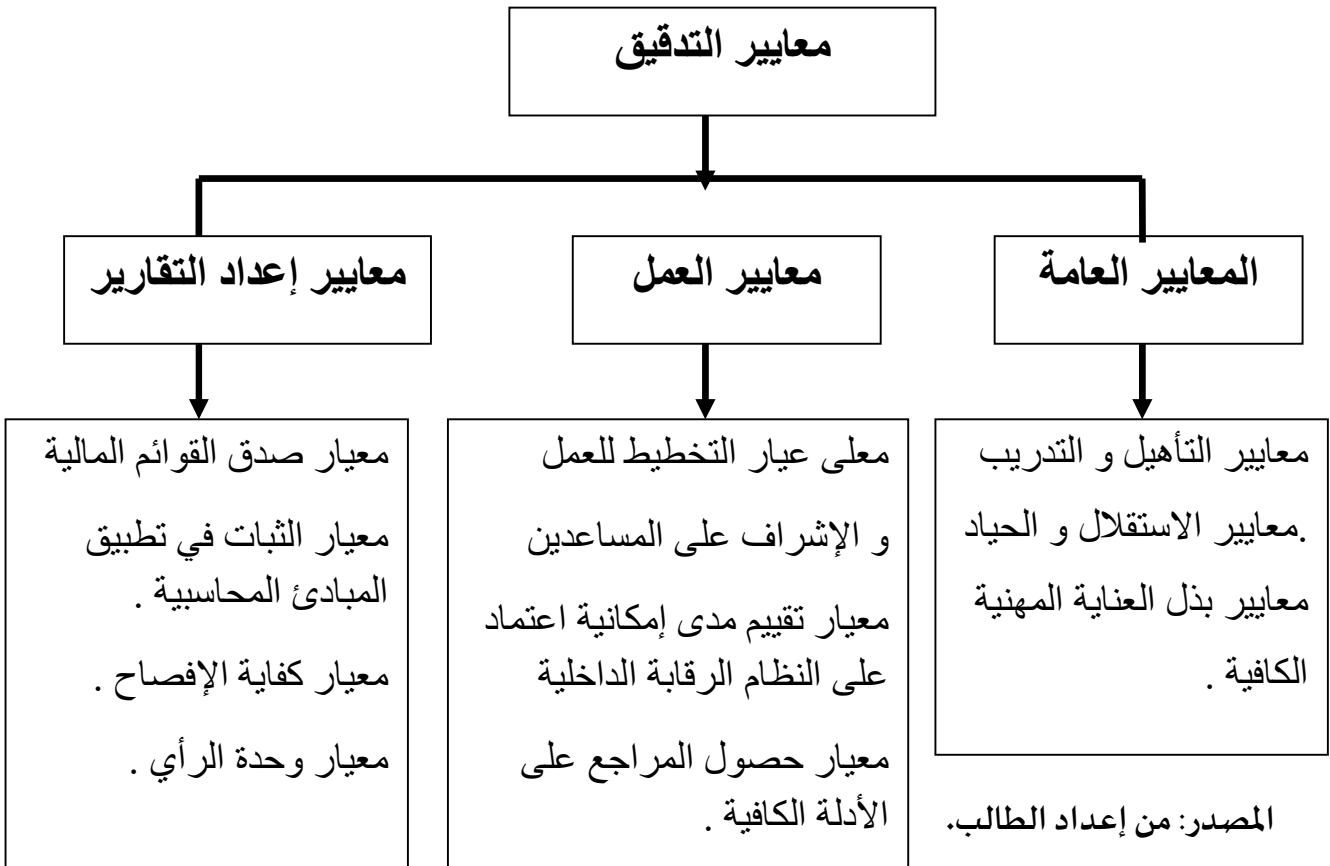 معايير التدقيق
المعايير العامة
معايير العمل
معايير إعداد التقارير
معايير التأهيل و التدريب
.معايير الاستقلال و الحياد
معايير بذل العناية المهنية
الكافية .
معلى عيار التخطيط للعمل
و الإشراف على المساعدين
معيار تقييم مدى إمكانية اعتماد
على النظام الرقابة الداخلية
معيار حصول المراجع على
الأدلة الكافية .
معيار صدق القوائم المالية
معيار الثبات في تطبيق
المبادئ المحاسبية .
معيار كفاية الإفصاح .
معيار وحدة الرأي .
المصدر: من إعداد الطالب.